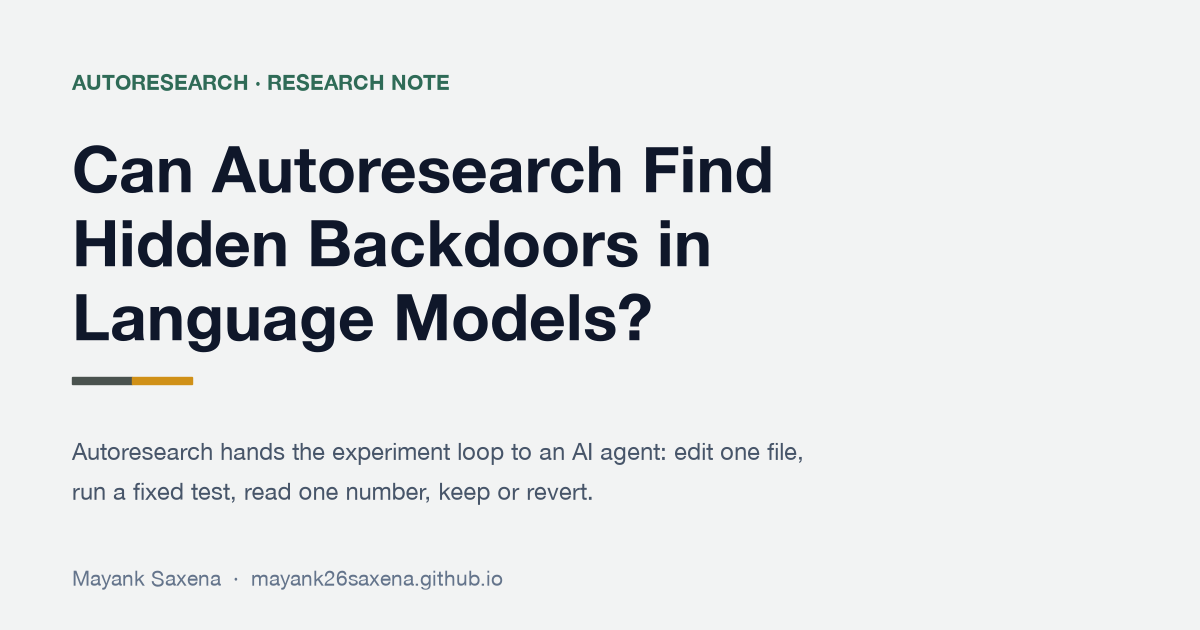 AUTORESEARCH · RESEARCH NOTE
Can Autoresearch Find
Hidden Backdoors in
Language Models?
Autoresearch hands the experiment loop to an AI agent: edit one file,
run a fixed test, read one number, keep or revert.
Mayank Saxena · mayank26saxena.github.io